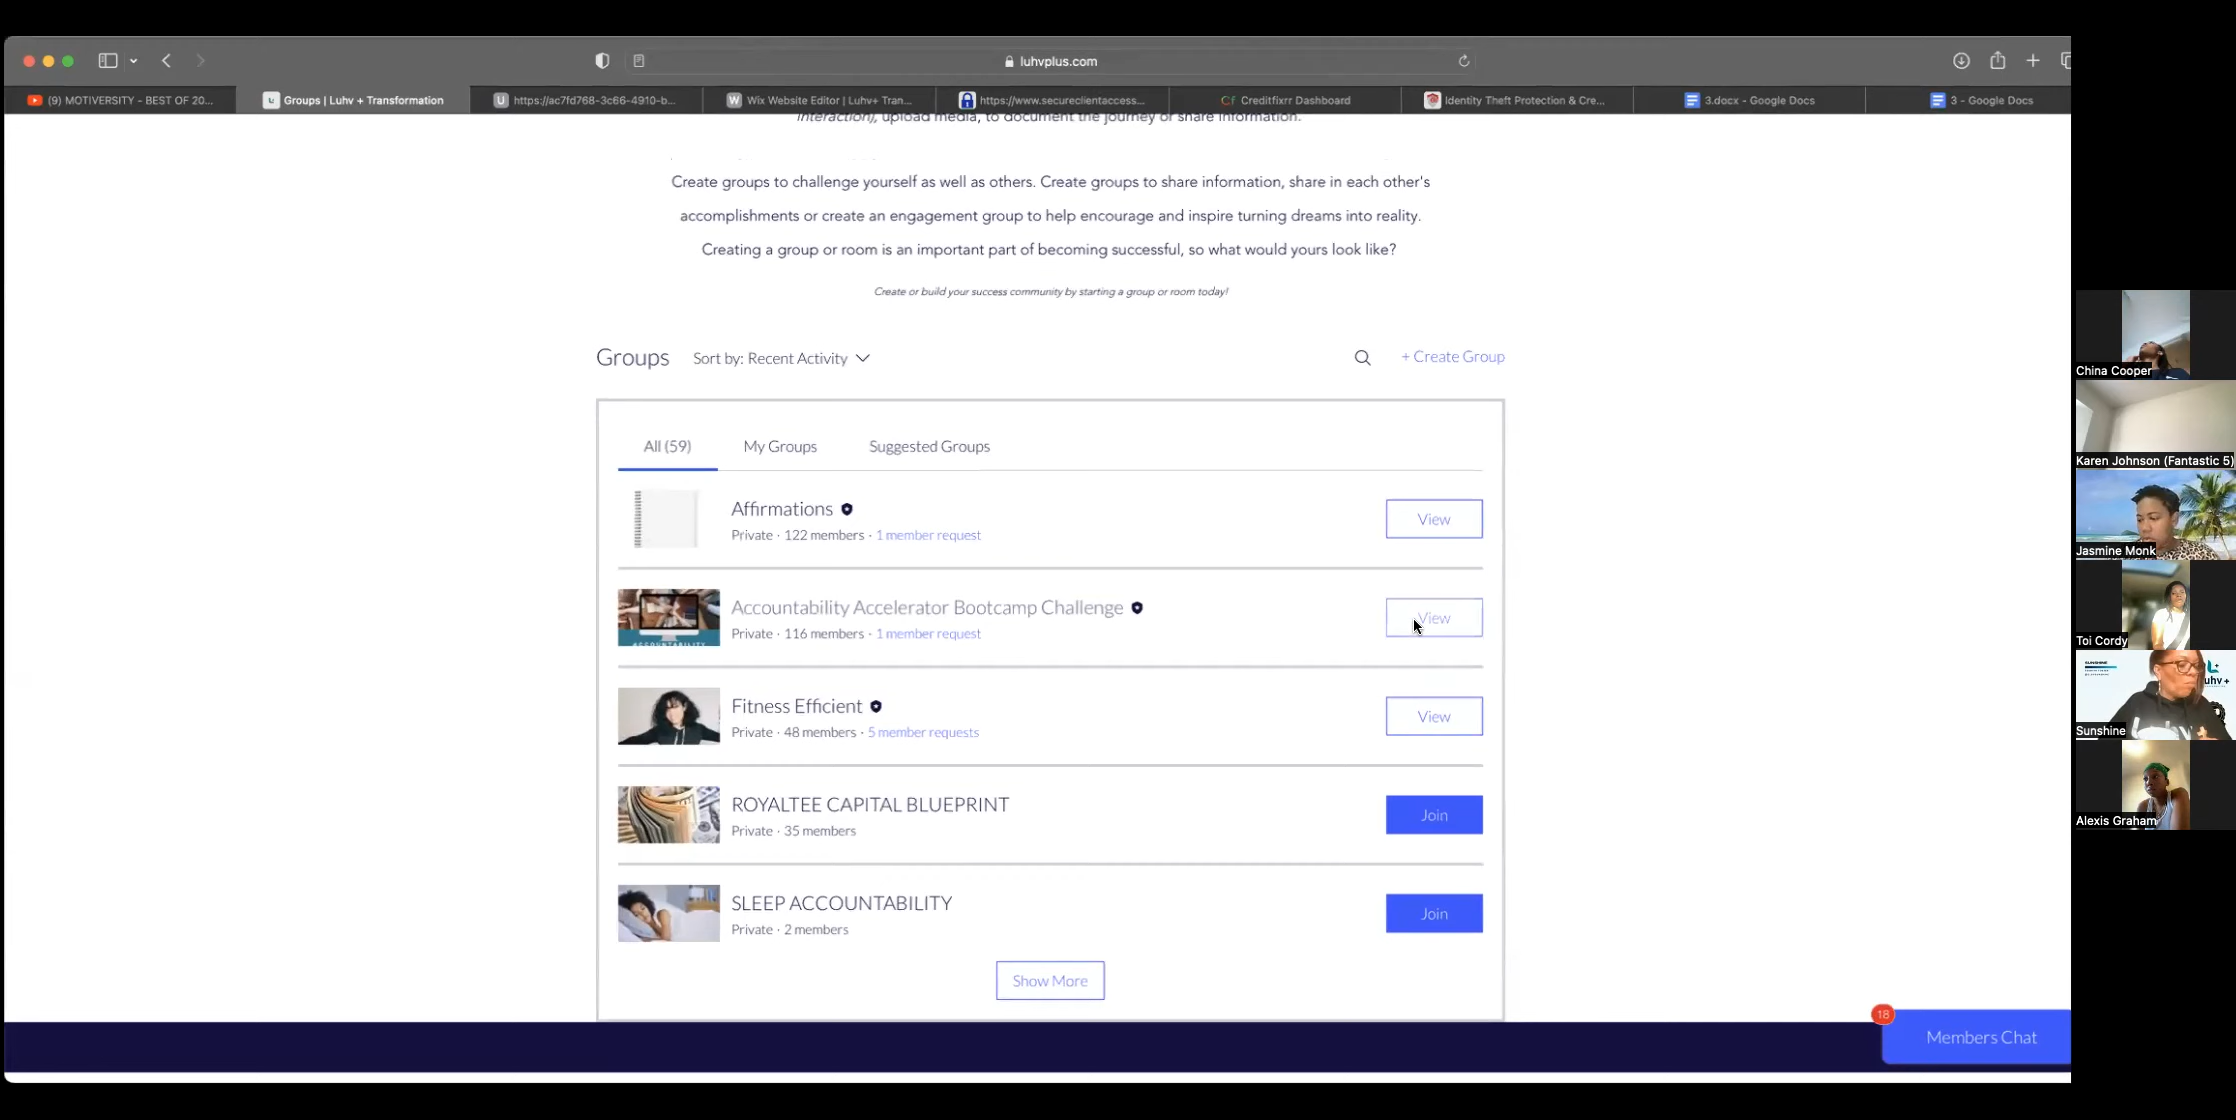 luhvplus.com
(9) MOTIVERSITY - BEST OF 20...
Groups | Luhv + Transformation
https://ac7fd768-3c66-4910-b...
Wix Website Editor | Luhv+ Tran...
https://www.secureclientaccess...
Creditfixrr Dashboard
Identity Theft Protection & Cre...
3.docx - Google Docs
3 - Google Docs
interaction), upload media, to document the journey or share information.
Create groups to challenge yourself as well as others. Create groups to share information, share in each other's
accomplishments or create an engagement group to help encourage and inspire turning dreams into reality.
Creating a group or room is an important part of becoming successful, so what would yours look like?
Create or build your success community by starting a group or room today!
Groups
Sort by: Recent Activity
+ Create Group
All (59)
My Groups
Suggested Groups
Affirmations
Private · 122 members · 1 member request
View
Accountability Accelerator Bootcamp Challenge
Private · 116 members · 1 member request
View
ACCOUNTABILITY
Fitness Efficient
Private · 48 members · 5 member requests
View
ROYALTEE CAPITAL BLUEPRINT
Private · 35 members
Join
SLEEP ACCOUNTABILITY
Private · 2 members
Join
Show More
18
Members Chat
China Cooper
Karen Johnson (Fantastic 5)
Jasmine Monk
Toi Cordy
SUNSHINE
uhv+
Sunshine
Alexis Graham